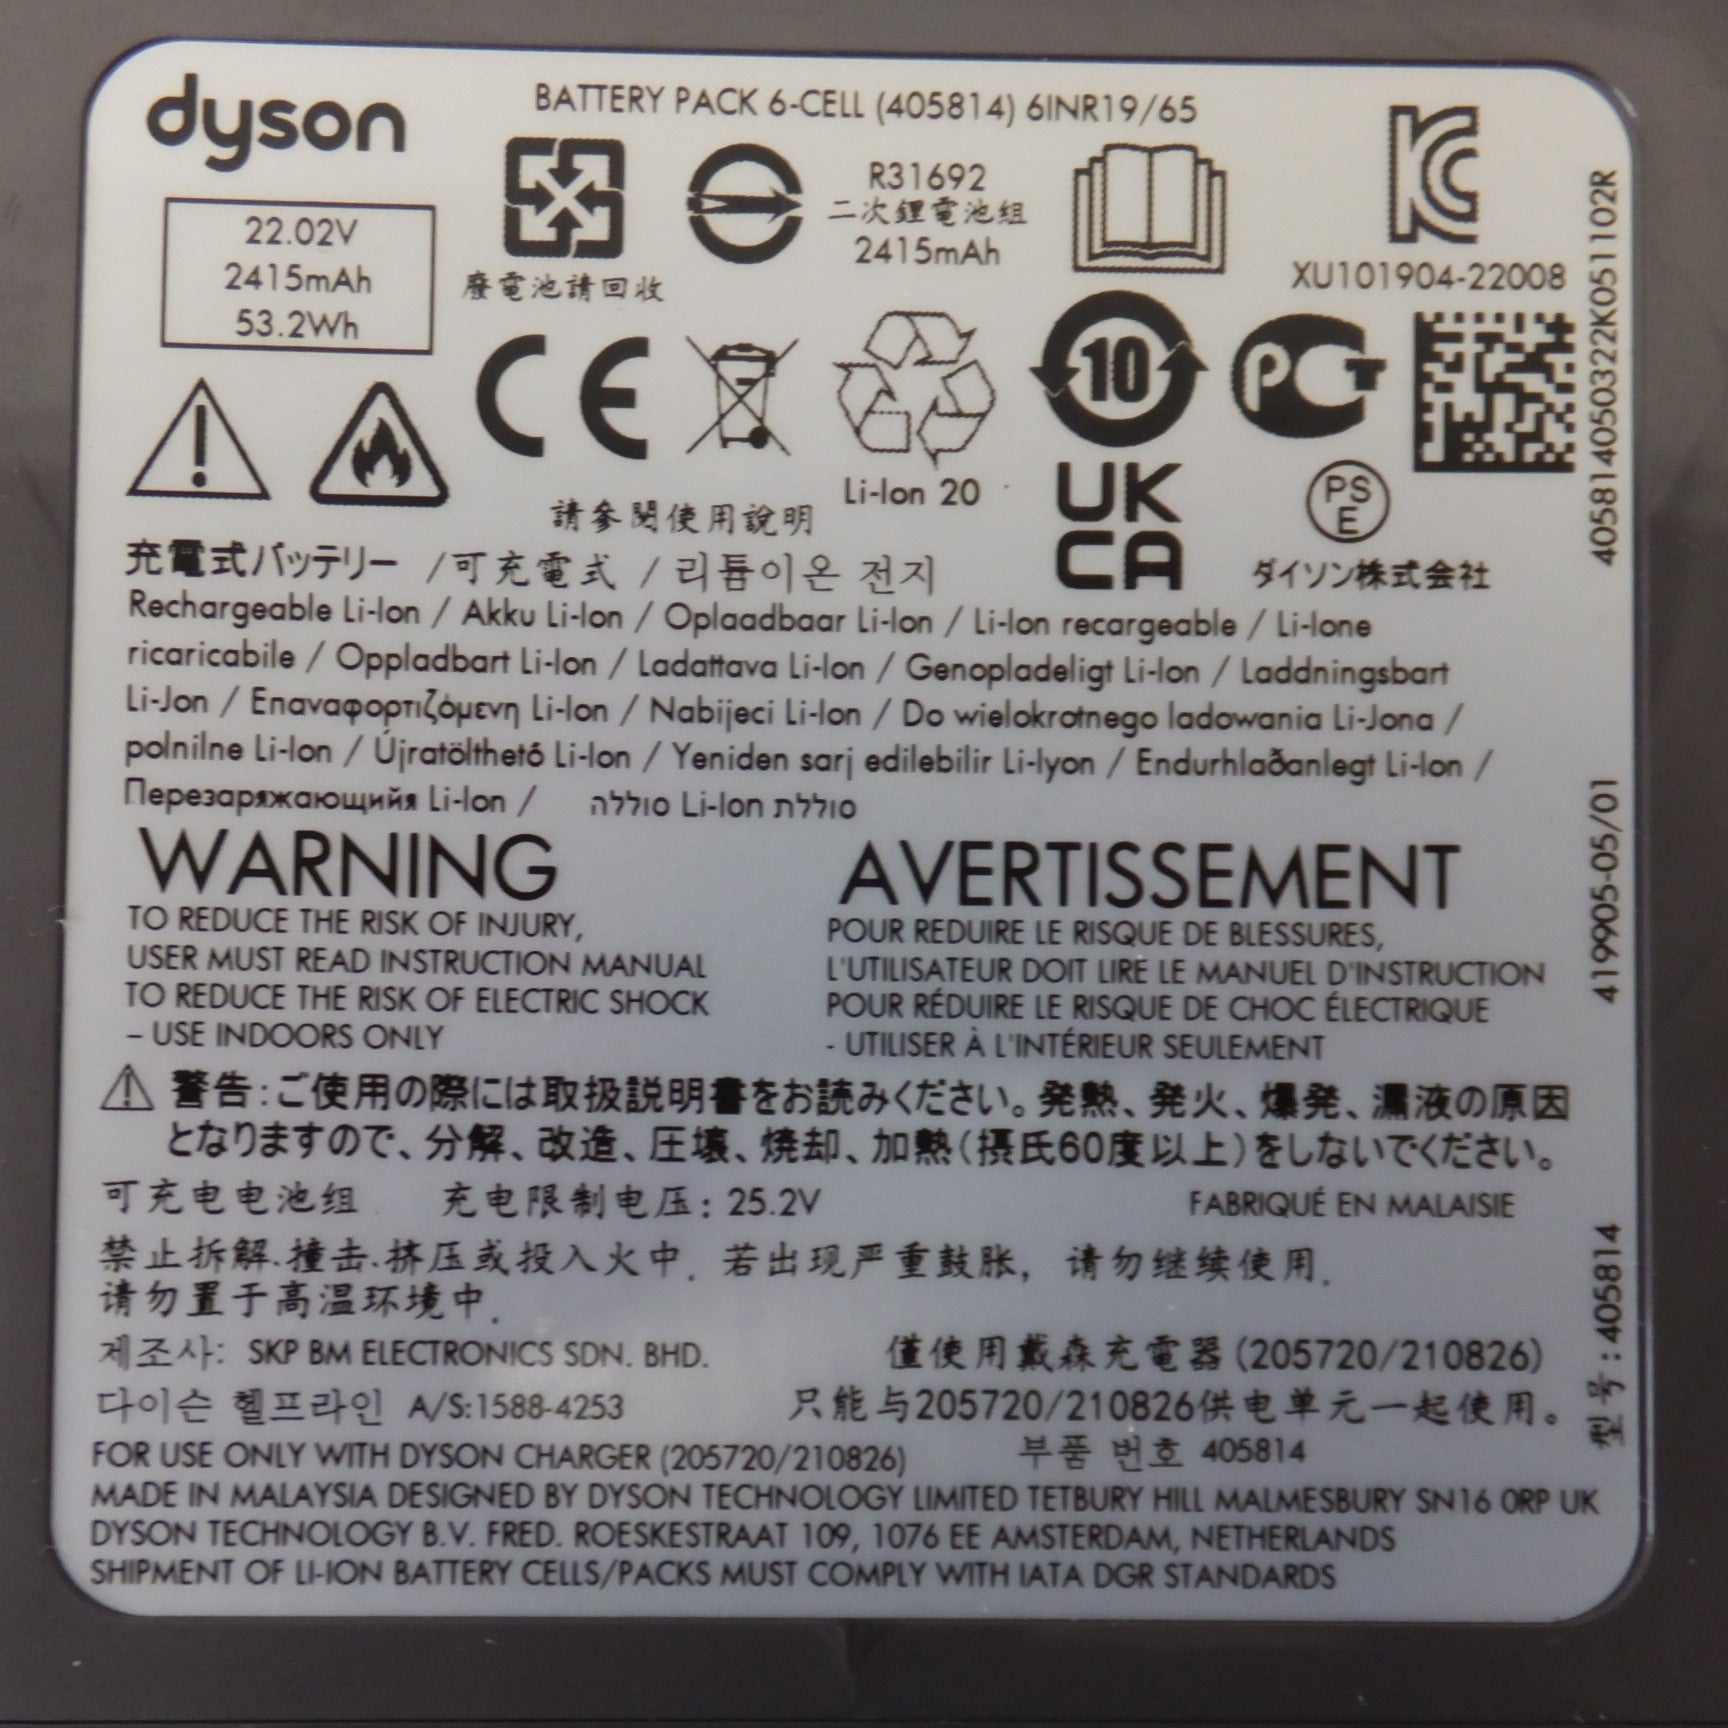 dyson
BATTERY PACK 6-CELL (405814) 6INR19/65
22.02V
2415mAh
53.2Wh
廢電池請回收
R31692
二次鋰電池組
2415mAh
XU101904-22008
CE
10
PCT
Li-Ion 20
UK
CA
PS
E
ダイソン株式会社
請參閱使用說明
充電式バッテリー /可充電式 / 리튬이온 전지
Rechargeable Li-Ion / Akku Li-Ion / Oplaadbaar Li-Ion / Li-Ion recargeable / Li-Ione
ricaricabile / Oppladbart Li-Ion / Ladattava Li-Ion / Genopladeligt Li-Ion / Laddningsbart
Li-Jon / Επαναφορτιζόμενη Li-Ion / Nabijeci Li-Ion / Do wielokrotnego ladowania Li-Jona /
polnilne Li-Ion / Újratölthető Li-Ion / Yeniden sarj edilebilir Li-Iyon / Endurhlaðanlegt Li-Ion /
Перезаряжающийя Li-Ion / סוללת Li-Ion סוללה
WARNING
TO REDUCE THE RISK OF INJURY,
USER MUST READ INSTRUCTION MANUAL
TO REDUCE THE RISK OF ELECTRIC SHOCK
– USE INDOORS ONLY
AVERTISSEMENT
POUR REDUIRE LE RISQUE DE BLESSURES,
L'UTILISATEUR DOIT LIRE LE MANUEL D'INSTRUCTION
POUR RÉDUIRE LE RISQUE DE CHOC ÉLECTRIQUE
- UTILISER À L'INTÉRIEUR SEULEMENT
警告:ご使用の際には取扱説明書をお読みください。発熱、発火、爆発、漏液の原因
となりますので、分解、改造、圧壊、焼却、加熱(摂氏60度以上)をしないでください。
可充电电池组 充电限制电压: 25.2V
FABRIQUÉ EN MALAISIE
禁止拆解.撞击.挤压或投入火中. 若出现严重鼓胀, 请勿继续使用.
请勿置于高温环境中.
제조사: SKP BM ELECTRONICS SDN. BHD.
僅使用戴森充電器(205720/210826)
다이슨 헬프라인 A/S:1588-4253
只能与205720/210826供电单元一起使用。
FOR USE ONLY WITH DYSON CHARGER (205720/210826)
부품 번호 405814
MADE IN MALAYSIA DESIGNED BY DYSON TECHNOLOGY LIMITED TETBURY HILL MALMESBURY SN16 0RP UK
DYSON TECHNOLOGY B.V. FRED. ROESKESTRAAT 109, 1076 EE AMSTERDAM, NETHERLANDS
SHIPMENT OF LI-ION BATTERY CELLS/PACKS MUST COMPLY WITH IATA DGR STANDARDS
405814050322K051102R
419905-05/01
型号:405814